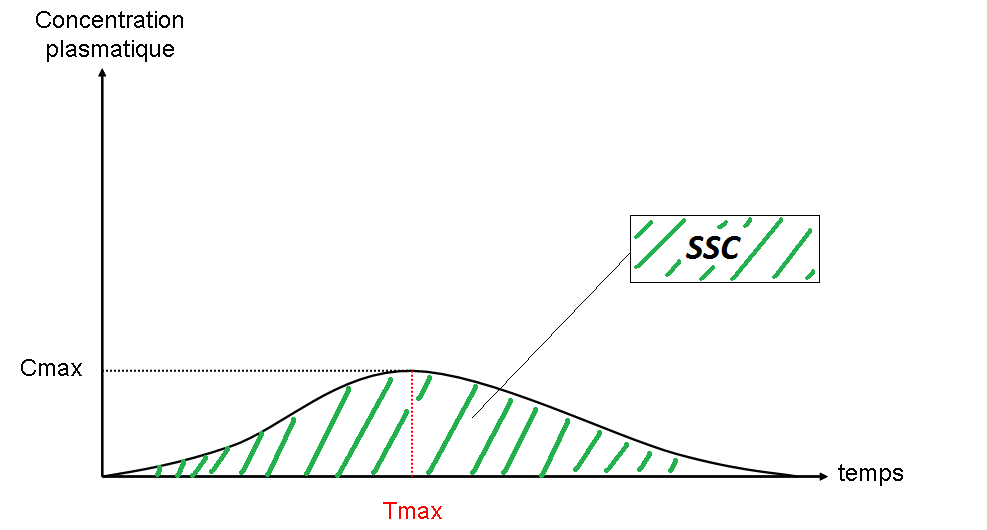 Concentration
plasmatique
SSC
Cmax
temps
Tmax